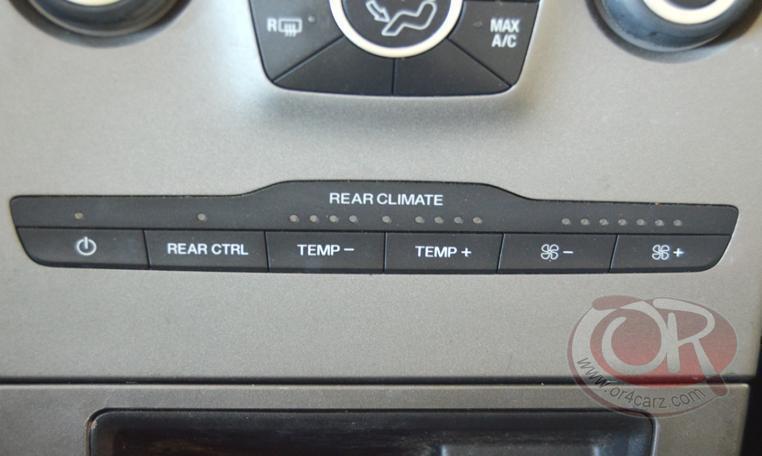 R
MAX
A/C
REAR CLIMATE
REAR CTRL
TEMP –
TEMP +
–
+
OR
www.or4carz.com